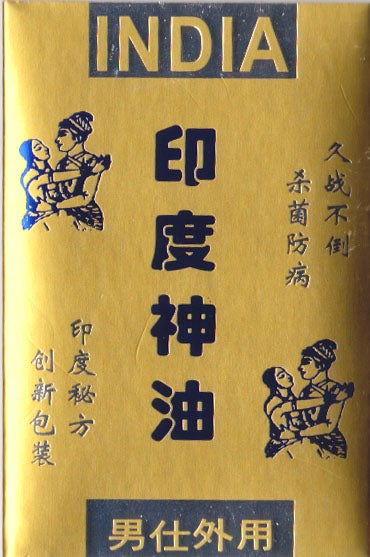 INDIA
印度神油
久战不倒
杀菌防病
印度秘方
创新包装
男仕外用